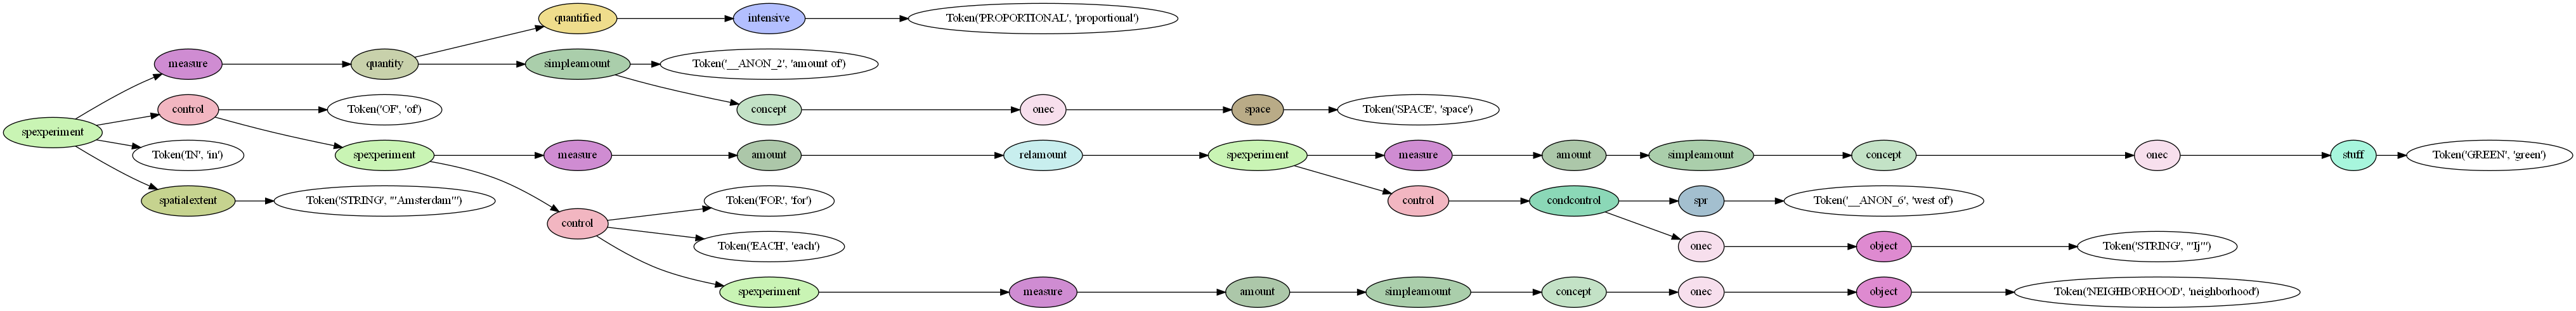 quantified
intensive
Token('PROPORTIONAL', 'proportional')
measure
quantity
simpleamount
Token('__ANON_2', 'amount of')
control
Token('OF', 'of')
concept
onec
space
Token('SPACE', 'space')
spexperiment
Token('IN', 'in')
spexperiment
measure
amount
relamount
spexperiment
measure
amount
simpleamount
concept
onec
stuff
Token('GREEN', 'green')
spatialextent
Token('STRING', "'Amsterdam'")
Token('FOR', 'for')
control
condcontrol
spr
Token('__ANON_6', 'west of')
control
Token('EACH', 'each')
onec
object
Token('STRING', "'Ij'")
spexperiment
measure
amount
simpleamount
concept
onec
object
Token('NEIGHBORHOOD', 'neighborhood')